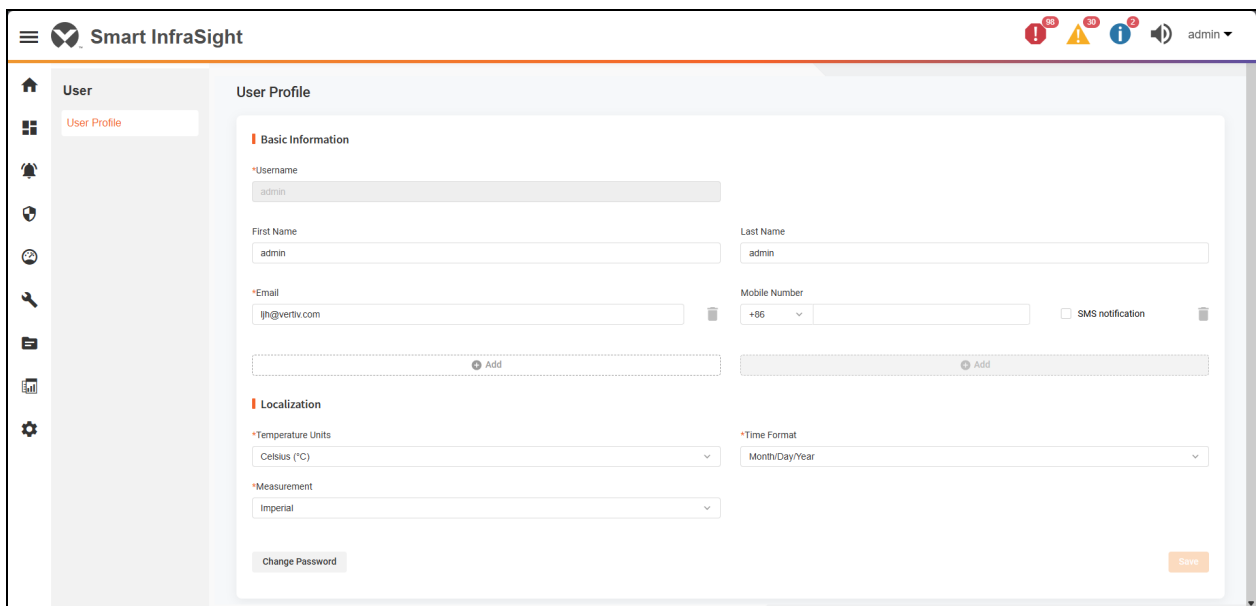 Smart InfraSight
98
30
2
admin
User
User Profile
User Profile
Basic Information
*Username
admin
First Name
Last Name
admin
admin
*Email
Mobile Number
ljh@vertiv.com
+86
SMS notification
Add
Add
Localization
*Temperature Units
*Time Format
Celsius (°C)
Month/Day/Year
*Measurement
Imperial
Change Password
Save